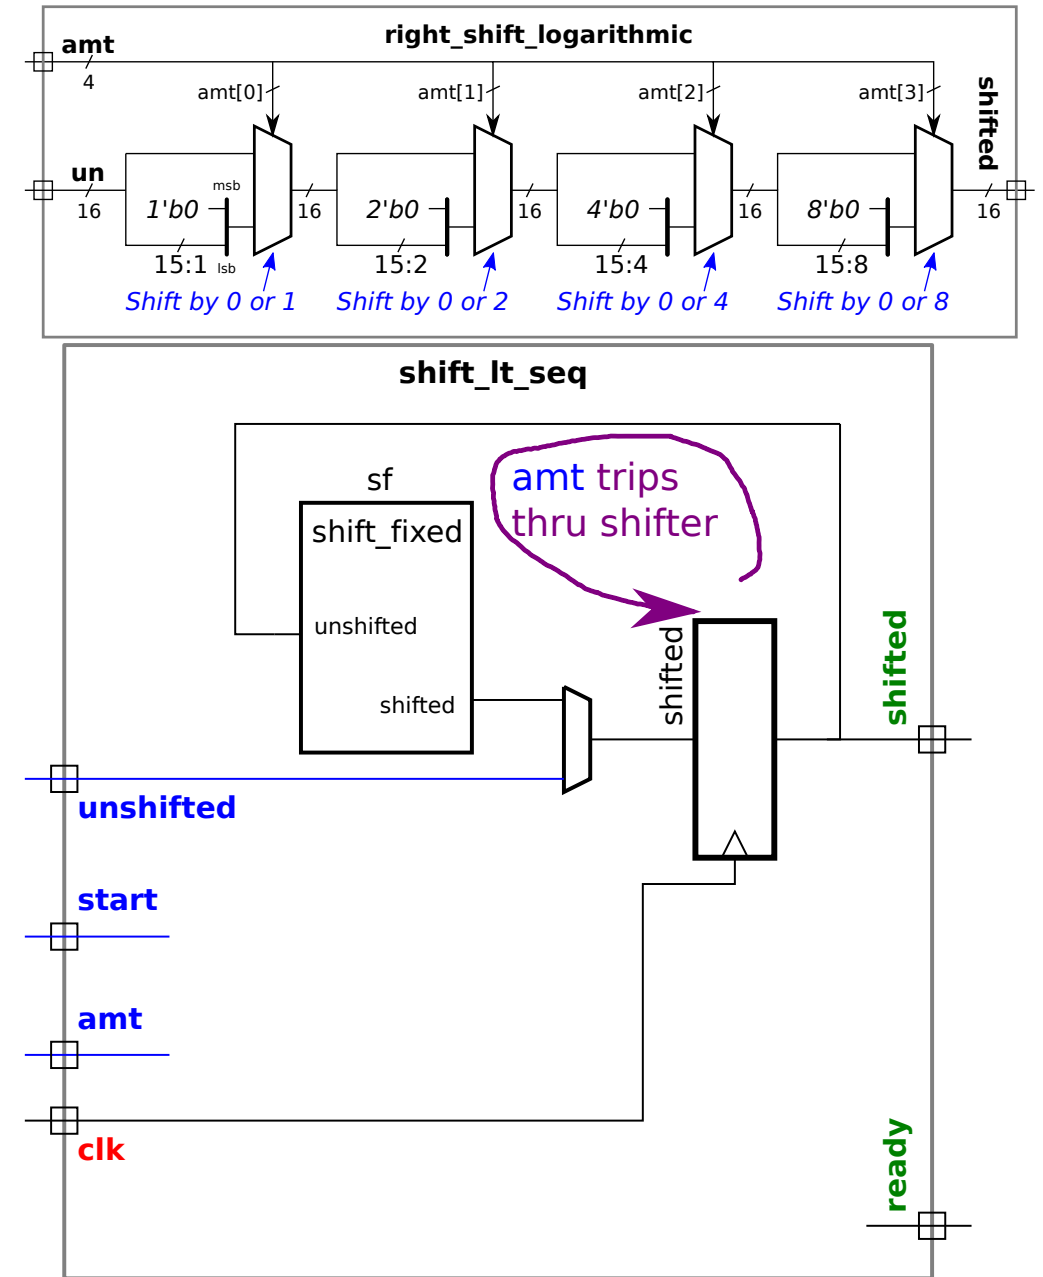 right_shift_logarithmic
amt
4
amt[0]
amt[1]
amt[2]
amt[3]
shifted
un
16
msb
1'b0
16
2'b0
16
4'b0
16
8'b0
16
15:1
lsb
15:2
15:4
15:8
Shift by 0 or 1
Shift by 0 or 2
Shift by 0 or 4
Shift by 0 or 8
shift_lt_seq
sf
shift_fixed
unshifted
shifted
amt trips
thru shifter
shifted
shifted
unshifted
start
amt
clk
ready